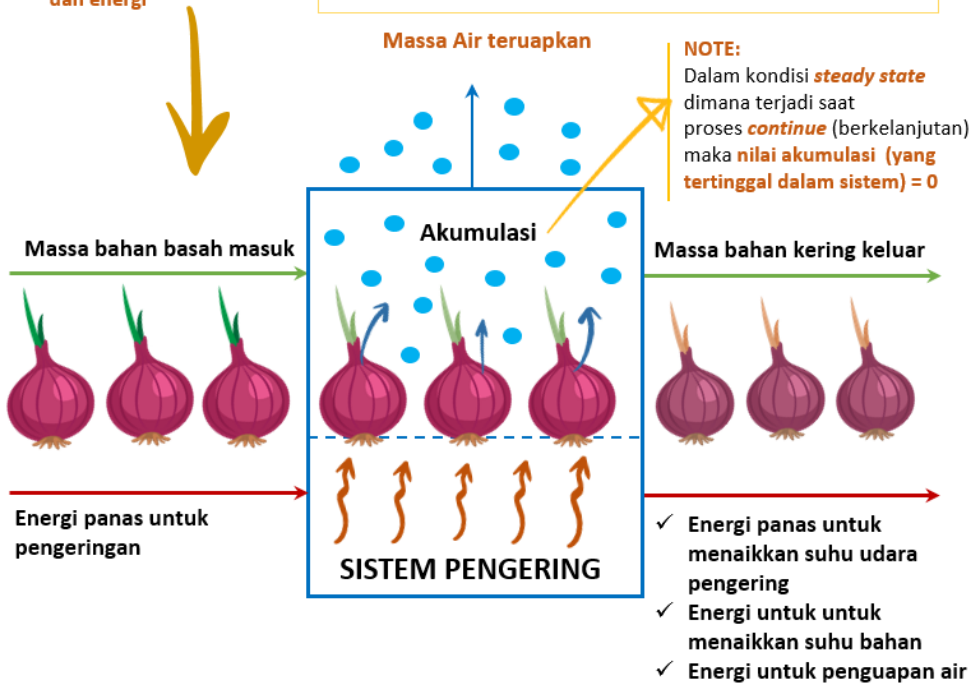 dan energi
Massa Air teruapkan
NOTE:
Dalam kondisi steady state
dimana terjadi saat
proses continue (berkelanjutan)
maka nilai akumulasi (yang
tertinggal dalam sistem) = 0
Akumulasi
Massa bahan basah masuk
Massa bahan kering keluar
Energi panas untuk
pengeringan
SISTEM PENGERING
✓ Energi panas untuk
menaikkan suhu udara
pengering
✓ Energi untuk untuk
menaikkan suhu bahan
✓ Energi untuk penguapan air